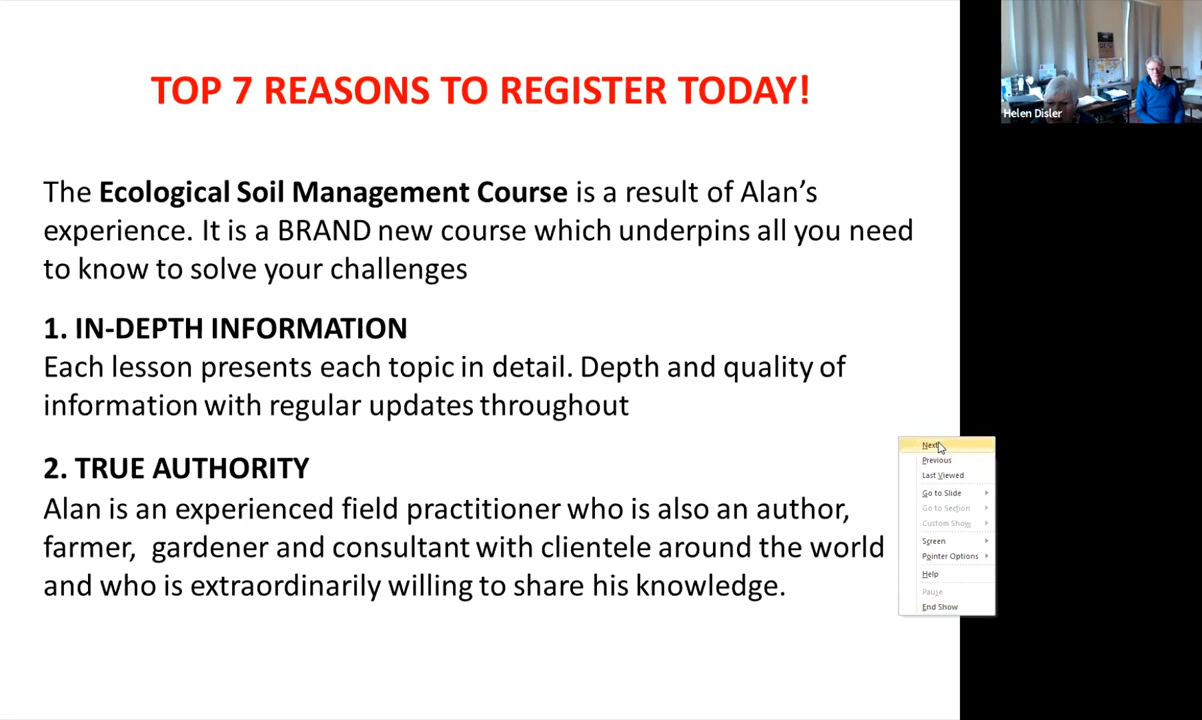 TOP 7 REASONS TO REGISTER TODAY!
The Ecological Soil Management Course is a result of Alan’s
experience. It is a BRAND new course which underpins all you need
to know to solve your challenges
1. IN-DEPTH INFORMATION
Each lesson presents each topic in detail. Depth and quality of
information with regular updates throughout
2. TRUE AUTHORITY
Alan is an experienced field practitioner who is also an author,
farmer,  gardener and consultant with clientele around the world
and who is extraordinarily willing to share his knowledge.
Helen Disler
Next
Previous
Last Viewed
Go to Slide
Go to Section
Custom Show
Screen
Pointer Options
Help
Pause
End Show